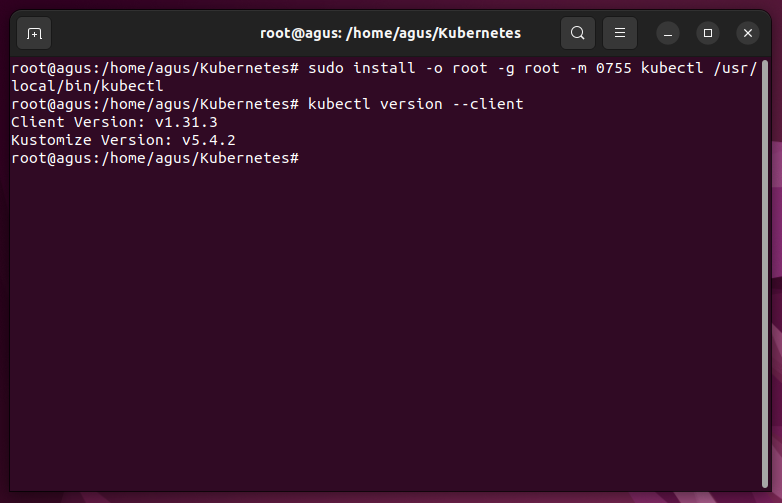 root@agus: /home/agus/Kubernetes
root@agus:/home/agus/Kubernetes# sudo install -o root -g root -m 0755 kubectl /usr/
local/bin/kubectl
root@agus:/home/agus/Kubernetes# kubectl version --client
Client Version: v1.31.3
Kustomize Version: v5.4.2
root@agus:/home/agus/Kubernetes#